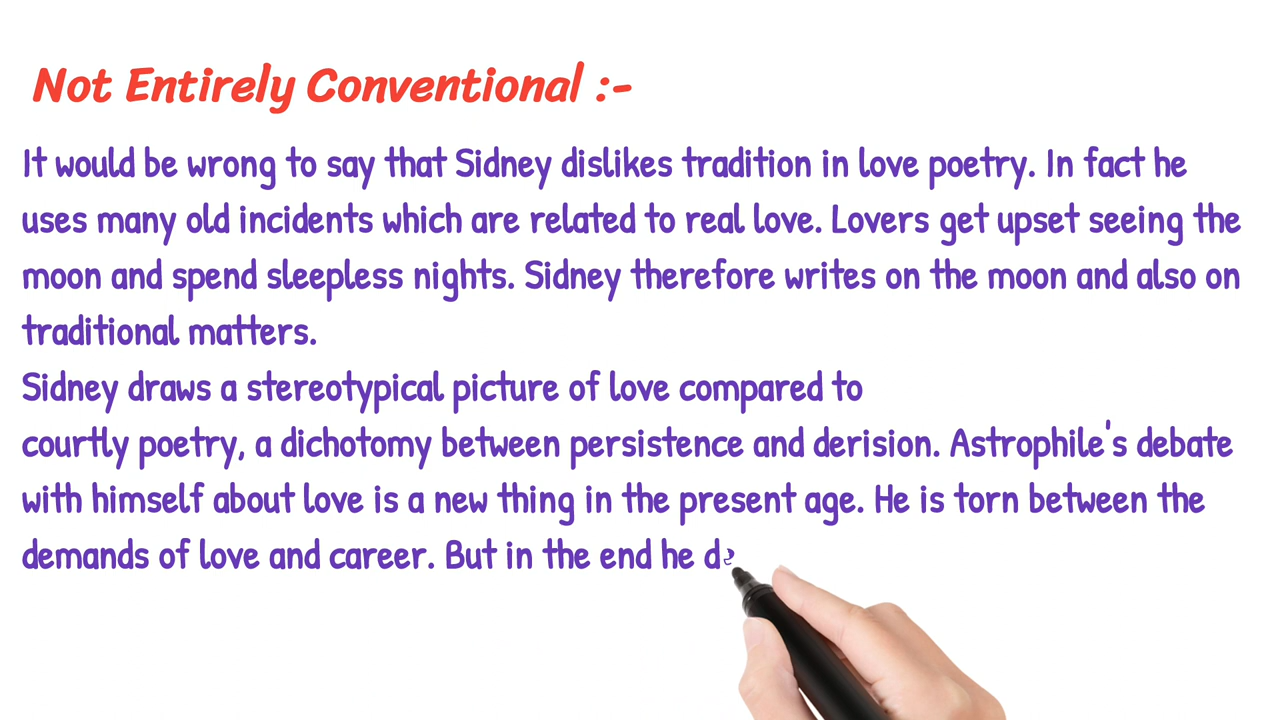 Not Entirely Conventional :-
It would be wrong to say that Sidney dislikes tradition in love poetry. In fact he
uses many old incidents which are related to real love. Lovers get upset seeing the
moon and spend sleepless nights. Sidney therefore writes on the moon and also on
traditional matters.
Sidney draws a stereotypical picture of love compared to
courtly poetry, a dichotomy between persistence and derision. Astrophile's debate
with himself about love is a new thing in the present age. He is torn between the
demands of love and career. But in the end he